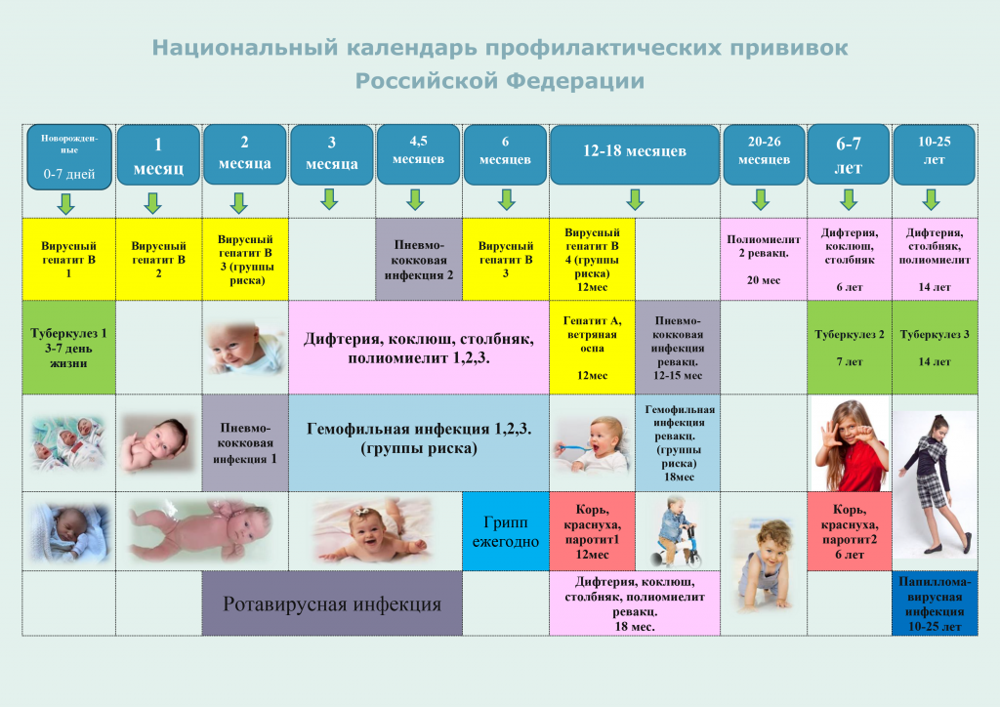 Национальный календарь профилактических прививок
Российской Федерации
Новорожден-
ные
0-7 дней
1
месяц
2
месяца
3
месяца
4,5
месяцев
6
месяцев
12-18 месяцев
20-26
месяцев
6-7
лет
10-25
лет
Вирусный
гепатит В
1
Вирусный
гепатит В
2
Вирусный
гепатит В
3 (группы
риска)
Пневмо-
кокковая
инфекция 2
Вирусный
гепатит В
3
Вирусный
гепатит В
4 (группы
риска)
12мес
Полиомиелит
2 ревакц.
20 мес
Дифтерия,
коклюш,
столбняк
6 лет
Дифтерия,
столбняк,
полиомиелит
14 лет
Туберкулез 1
3-7 день
жизни
Дифтерия, коклюш, столбняк,
полиомиелит 1,2,3.
Гепатит А,
ветряная
оспа
12мес
Пневмо-
кокковая
инфекция
ревакц.
12-15 мес
Туберкулез 2
7 лет
Туберкулез 3
14 лет
Пневмо-
кокковая
инфекция 1
Гемофильная инфекция 1,2,3.
(группы риска)
Гемофильная
инфекция
ревакц.
(группы
риска)
18мес
Грипп
ежегодно
Корь,
краснуха,
паротит1
12мес
Корь,
краснуха,
паротит2
6 лет
Ротавирусная инфекция
Дифтерия, коклюш,
столбняк, полиомиелит
ревакц.
18 мес.
Папиллома-
вирусная
инфекция
10-25 лет